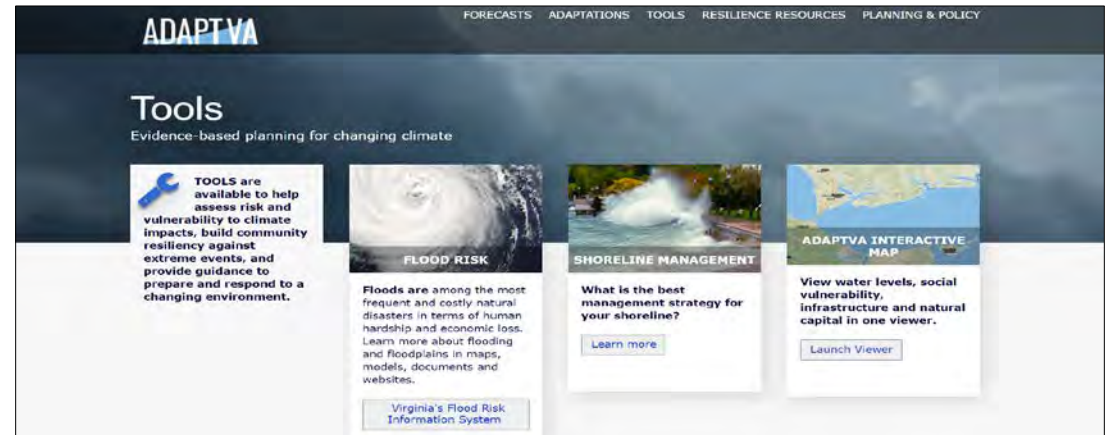 ADAPTVA
FORECASTS ADAPTATIONS TOOLS RESILIENCE RESOURCES PLANNING & POLICY
Tools
Evidence-based planning for changing climate
TOOLS are
available to help
assess risk and
vulnerability to climate
impacts, build community
resiliency against
extreme events, and
provide guidance to
prepare and respond to a
changing environment.
FLOOD RISK
Floods are among the most
frequent and costly natural
disasters in terms of human
hardship and economic loss.
Learn more about flooding
and floodplains in maps,
models, documents and
websites.
Virginia's Flood Risk
Information System
SHORELINE MANAGEMENT
What is the best
management strategy for
your shoreline?
Learn more
ADAPTVA INTERACTIVE
MAP
View water levels, social
vulnerability,
infrastructure and natural
capital in one viewer.
Launch Viewer